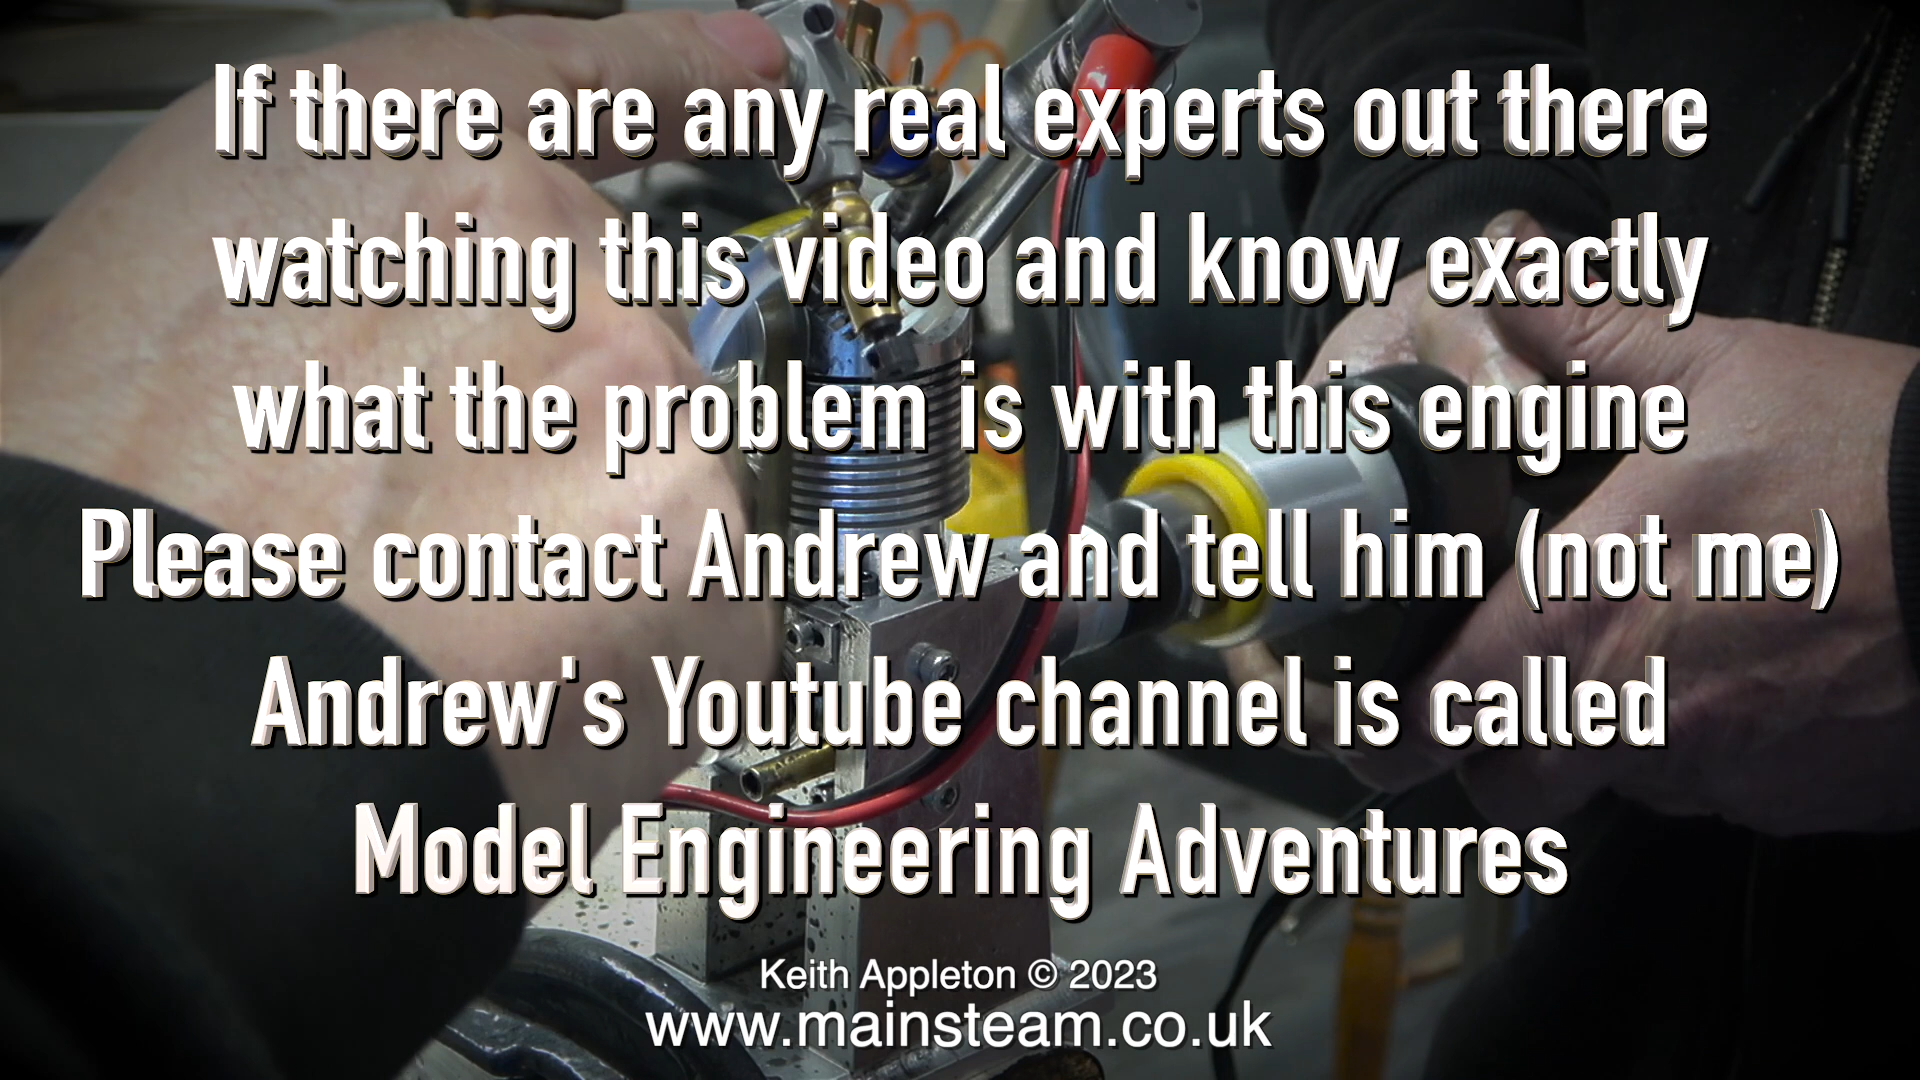 If there are any real experts out there
watching this video and know exactly
what the problem is with this engine
Please contact Andrew and tell him (not me)
Andrew's Youtube channel is called
Model Engineering Adventures
Keith Appleton © 2023
www.mainsteam.co.uk